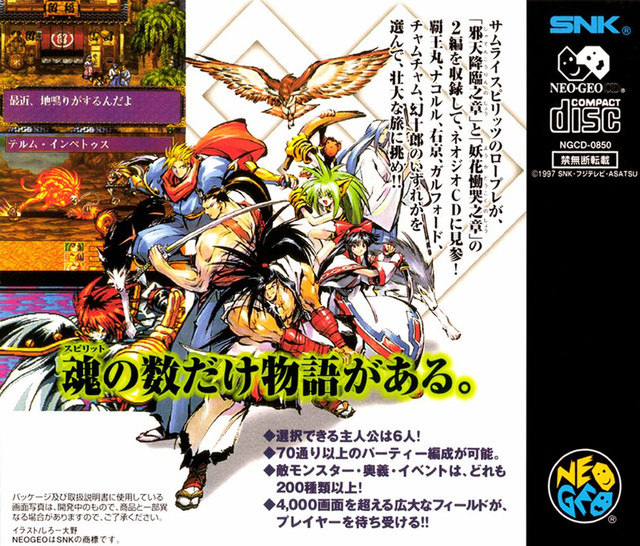 最近、地鳴りがするんだよ
テルム・インペトゥス
サムライスピリッツのロープレが、
「邪天降臨之章」と「妖花慟哭之章」の
2編を収録して、ネオジオCDに見参!
覇王丸、ナコルル、右京、ガルフォード、
チャムチャム、幻十郎のいずれかを
選んで、壮大な旅に挑め!!
SNK®
NEO·GEO CD®
COMPACT
disc
NGCD-0850
禁無断転載
©1997 SNK・フジテレビ・ASATSU
スピリット
魂の数だけ物語がある。
◆選択できる主人公は6人!
◆70通り以上のパーティー編成が可能。
◆敵モンスター・奥義・イベントは、どれも
200種類以上!
◆4,000画面を超える広大なフィールドが、
プレイヤーを待ち受ける!!
パッケージ及び取扱説明書に使用している
画面写真は、開発中のもので、商品と一部異
なる場合がありますので、ご了承ください。
イラスト/しろー大野
NEOGEOはSNKの商標です。
NEO
GEO®